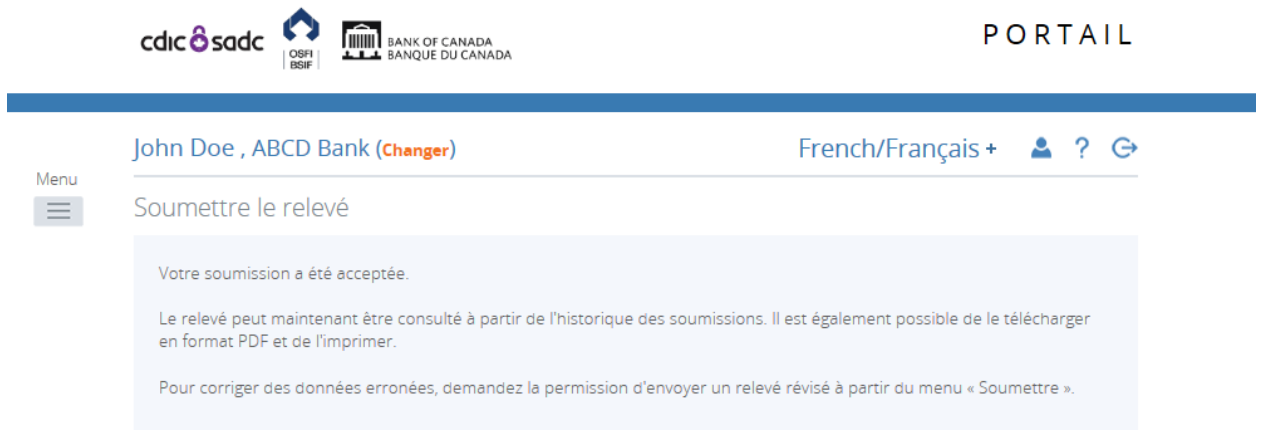 cdic sadc
OSFI
BSIF
BANK OF CANADA
BANQUE DU CANADA
PORTAIL
John Doe , ABCD Bank (Changer)
French/Français +
?
Menu
Soumettre le relevé
Votre soumission a été acceptée.
Le relevé peut maintenant être consulté à partir de l'historique des soumissions. Il est également possible de le télécharger
en format PDF et de l'imprimer.
Pour corriger des données erronées, demandez la permission d'envoyer un relevé révisé à partir du menu « Soumettre ».